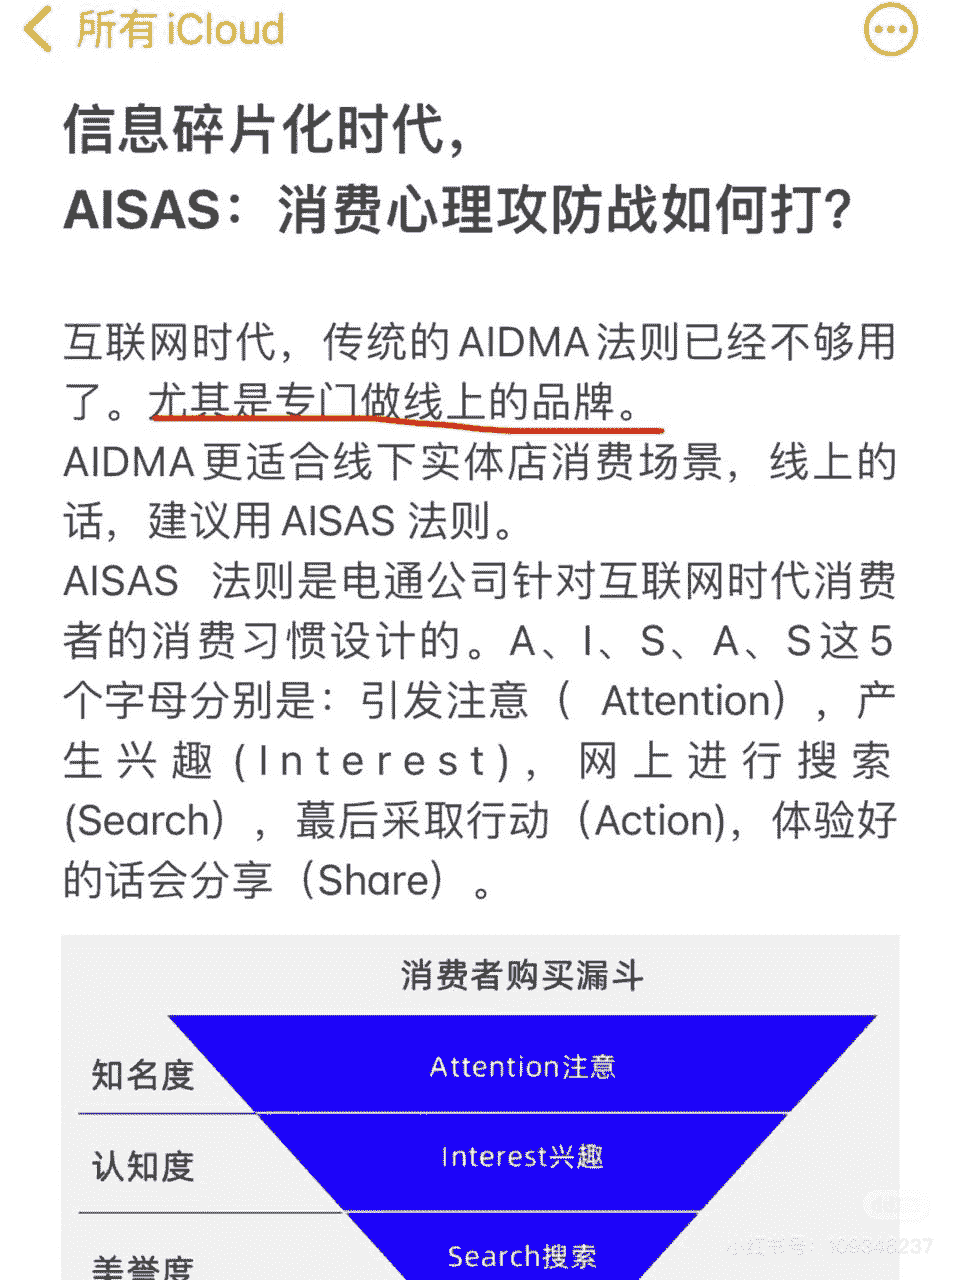 所有 iCloud
信息碎片化时代，
AISAS：消费心理攻防战如何打？
互联网时代，传统的AIDMA法则已经不够用
了。尤其是专门做线上的品牌。
AIDMA更适合线下实体店消费场景，线上的
话，建议用AISAS 法则。
AISAS 法则是电通公司针对互联网时代消费
者的消费习惯设计的。A、I、S、A、S这5
个字母分别是：引发注意（ Attention），产
生兴趣(Interest)，网上进行搜索
(Search），蕞后采取行动（Action)，体验好
的话会分享（Share）。
消费者购买漏斗
知名度
Attention注意
认知度
Interest兴趣
美誉度
Search搜索